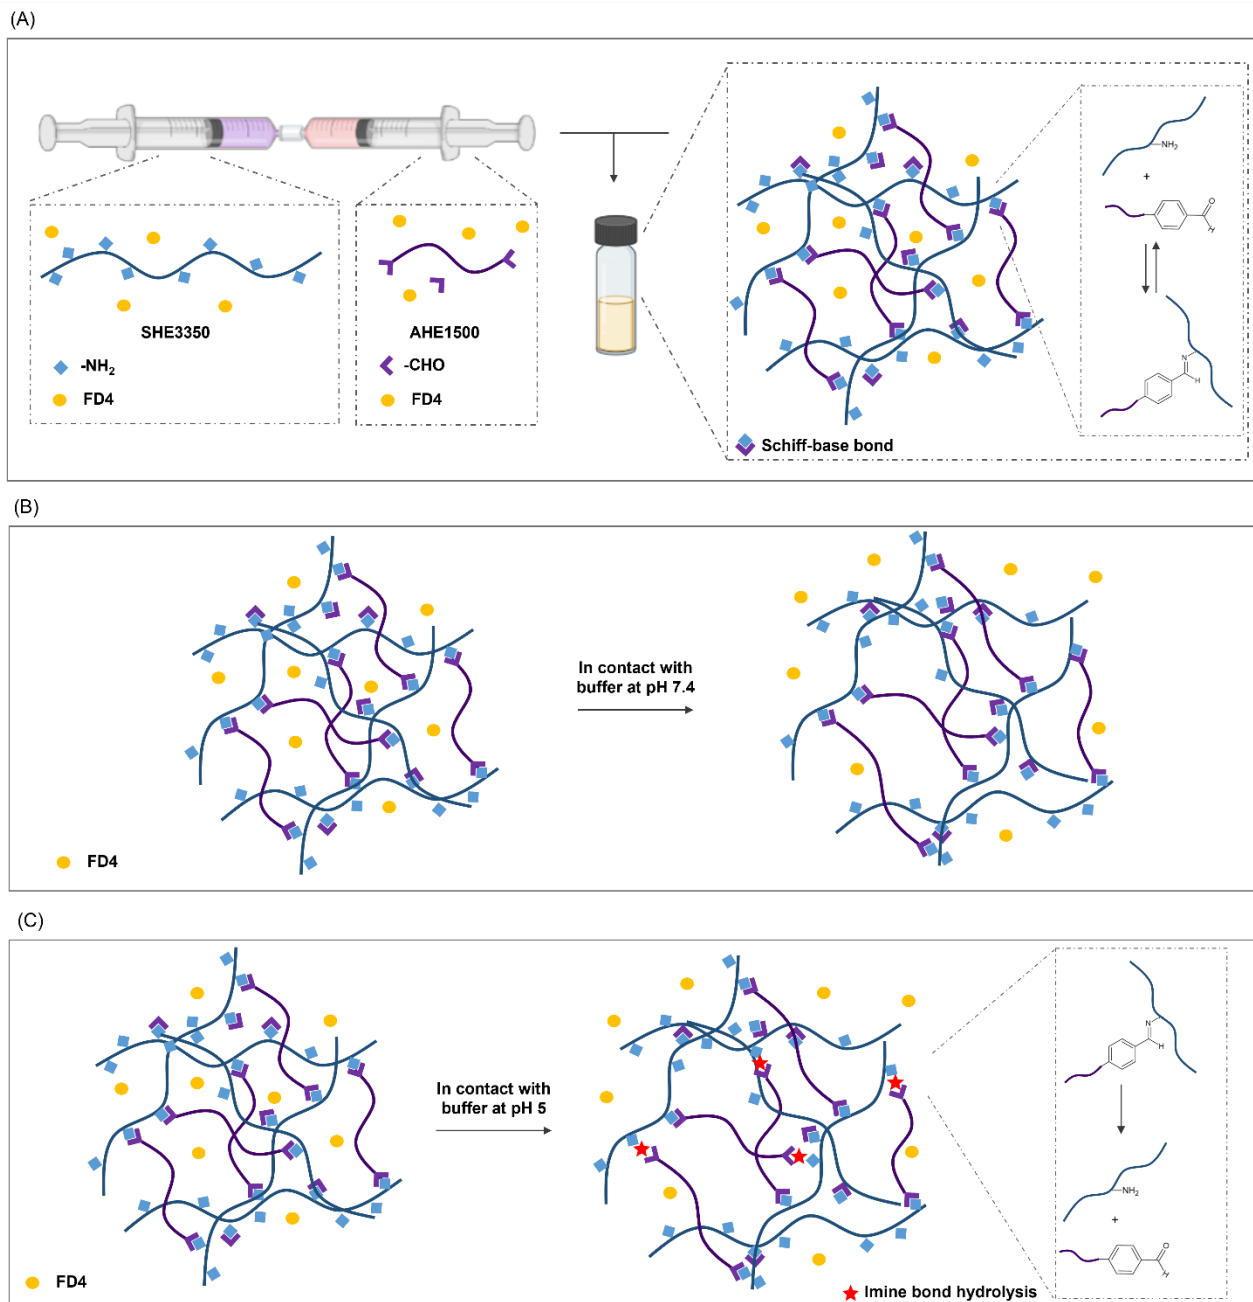 (A)
SHE3350
-NH2
FD4
AHE1500
-CHO
FD4
Schiff-base bond
NH2
+
O
H
N
H
(B)
In contact with
buffer at pH 7.4
FD4
(C)
In contact with
buffer at pH 5
FD4
Imine bond hydrolysis
N
H
NH2
+
O
H